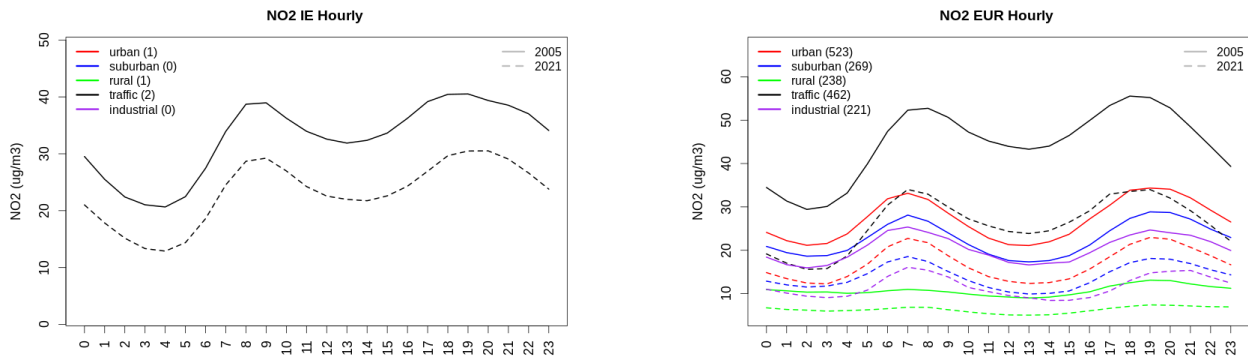 NO2 IE Hourly
NO2 (ug/m3)
50
40
30
20
10
0
urban (1)
suburban (0)
rural (1)
traffic (2)
industrial (0)
2005
2021
0 1 2 3 4 5 6 7 8 9 10 11 12 13 14 15 16 17 18 19 20 21 22 23
NO2 EUR Hourly
NO2 (ug/m3)
60
50
40
30
20
10
urban (523)
suburban (269)
rural (238)
traffic (462)
industrial (221)
2005
2021
0 1 2 3 4 5 6 7 8 9 10 11 12 13 14 15 16 17 18 19 20 21 22 23